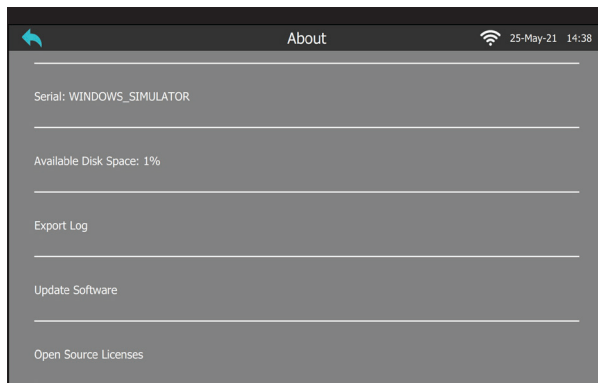 About
25-May-21 14:38
Serial: WINDOWS_SIMULATOR
Available Disk Space: 1%
Export Log
Update Software
Open Source Licenses